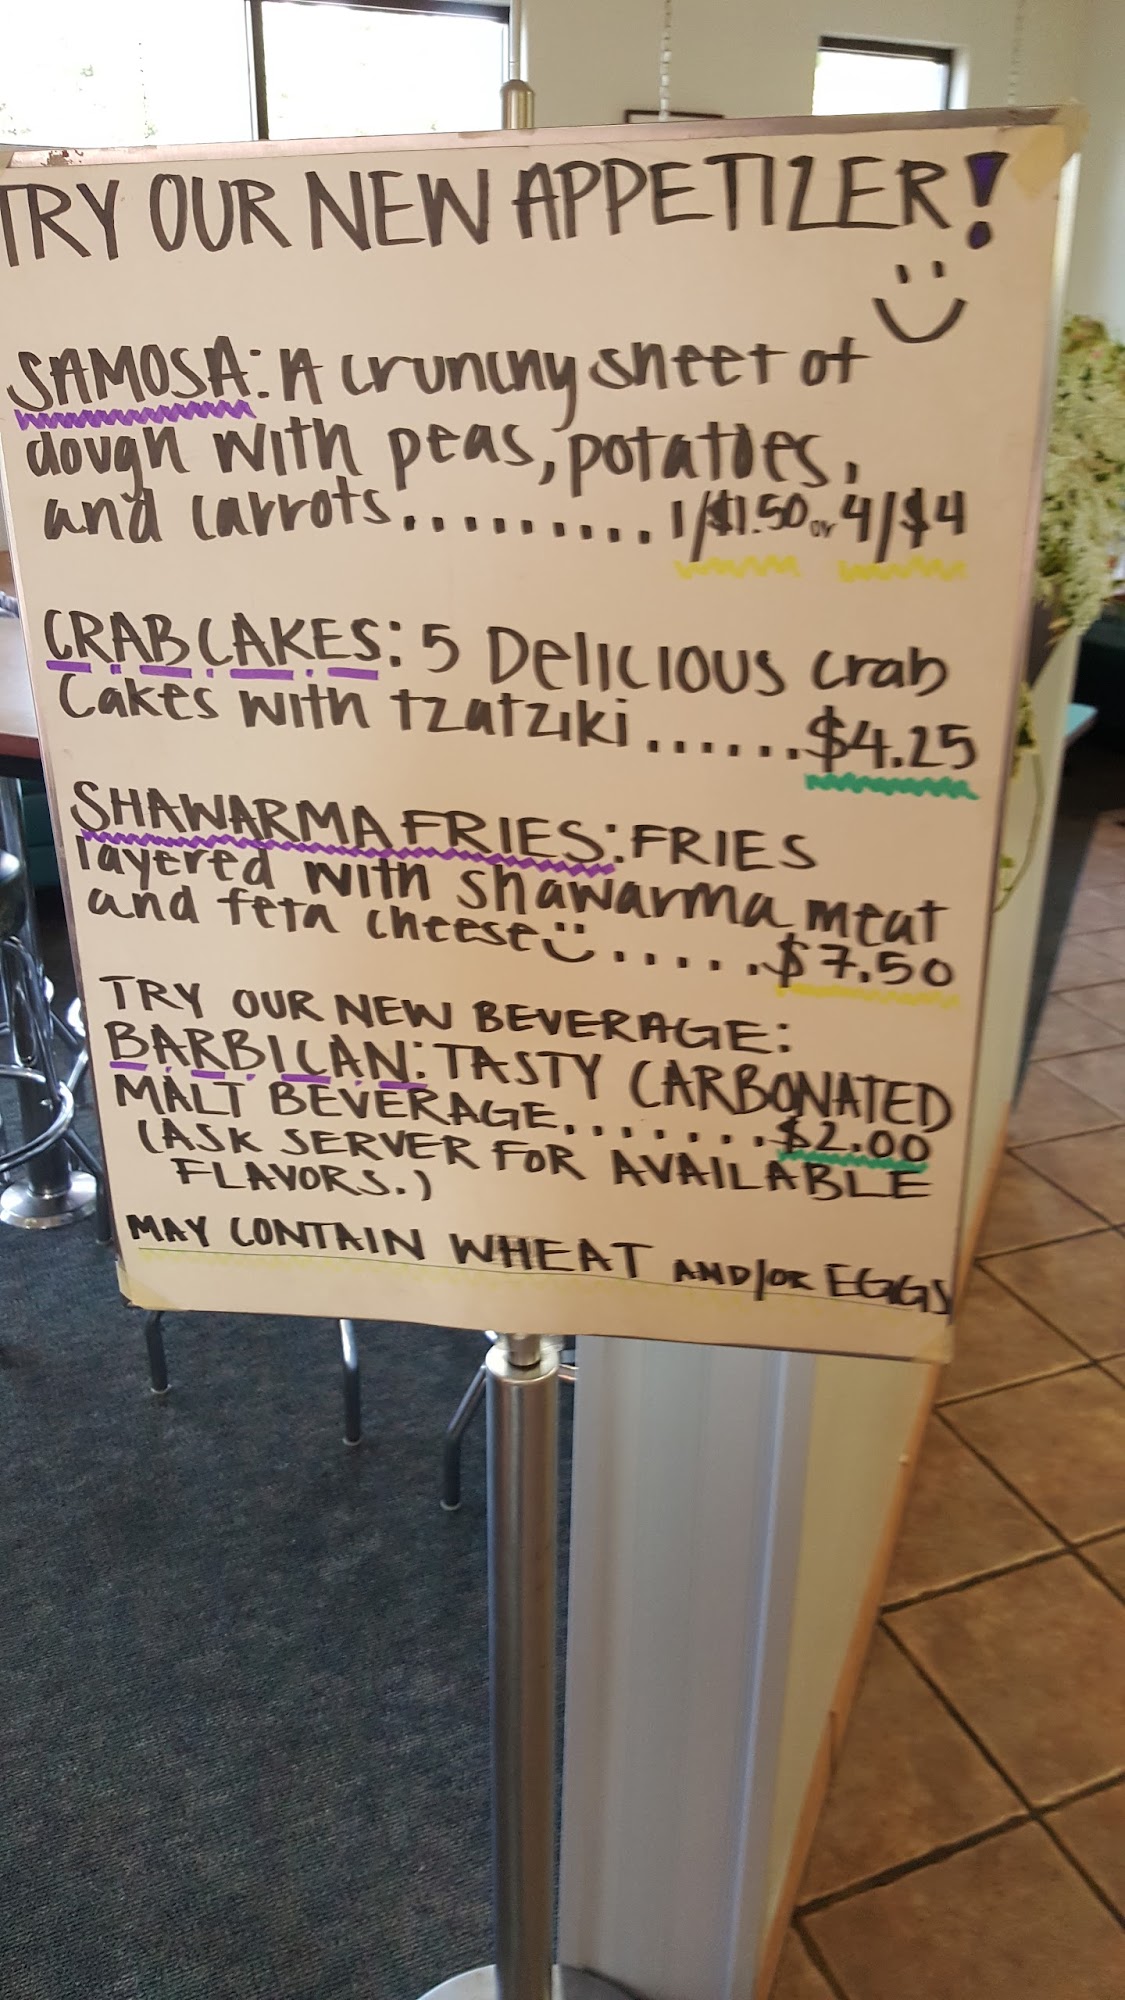 TRY OUR NEW APPETIZER!
SAMOSA: A crunchy sheet of
dough with peas, potatoes,
and carrots.......... 1/$1.50 or 4/$4
CRAB CAKES: 5 Delicious crab
cakes with tzatziki.......$4.25
SHAWARMA FRIES: FRIES
layered with shawarma meat
and feta cheese.....$7.50
TRY OUR NEW BEVERAGE:
BARBICAN: TASTY CARBONATED
MALT BEVERAGE.......$2.00
(ASK SERVER FOR AVAILABLE
FLAVORS.)
MAY CONTAIN WHEAT AND/OR EGGS